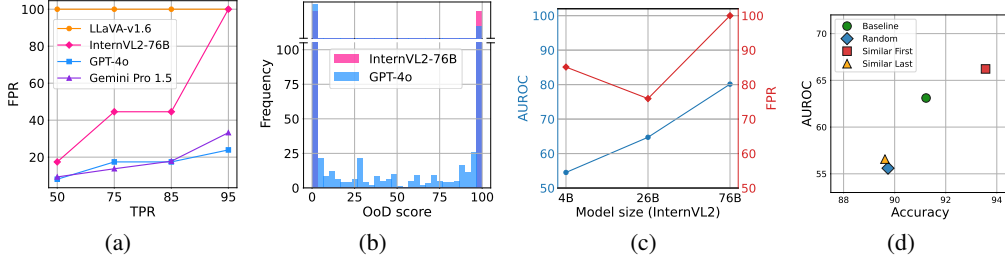 100
80
60
40
20
FPR
LLaVA-v1.6
InternVL2-76B
GPT-4o
Gemini Pro 1.5
50 75 85 95
TPR
(a)
Frequency
100
75
50
25
0
InternVL2-76B
GPT-4o
0 25 50 75 100
OoD score
(b)
AUROC
100
90
80
70
60
50
4B 26B 76B
Model size (InternVL2)
100
90
80
70
60
50
FPR
(c)
AUROC
70
65
60
55
Baseline
Random
Similar First
Similar Last
88 90 92 94
Accuracy
(d)